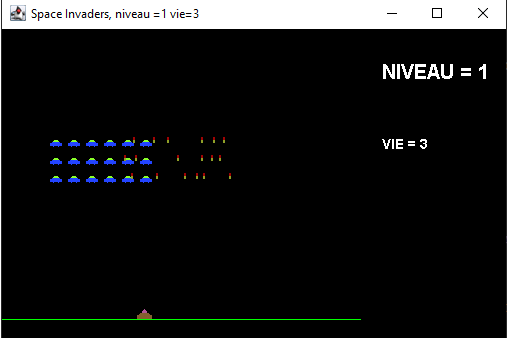 Space Invaders, niveau =1 vie=3
NIVEAU = 1
VIE = 3